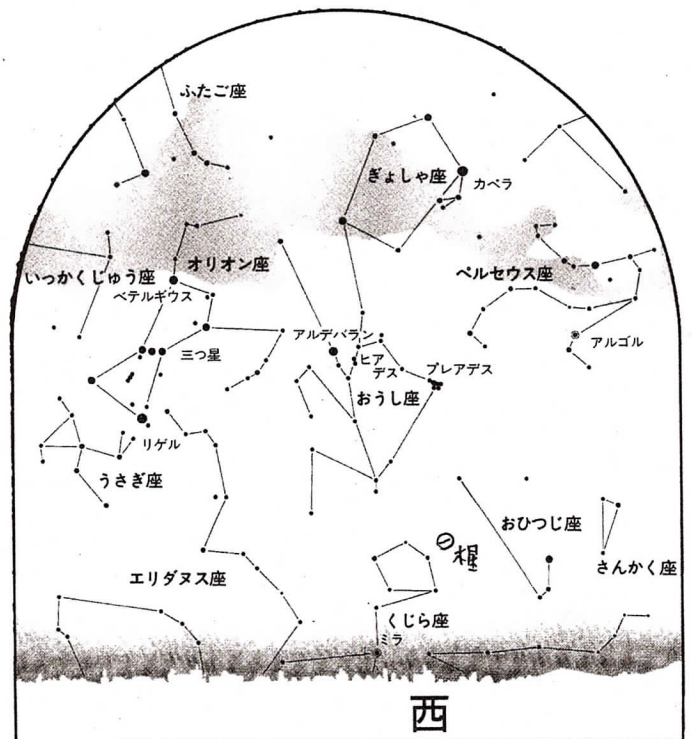 ふたご座
ぎょしゃ座
カペラ
いっかくじゅう座
オリオン座
ベテルギウス
ペルセウス座
三つ星
アルデバラン
アルゴル
ヒア
デス
プレアデス
おうし座
リゲル
うさぎ座
おひつじ座
さんかく座
エリダヌス座
くじら座
ミラ
西